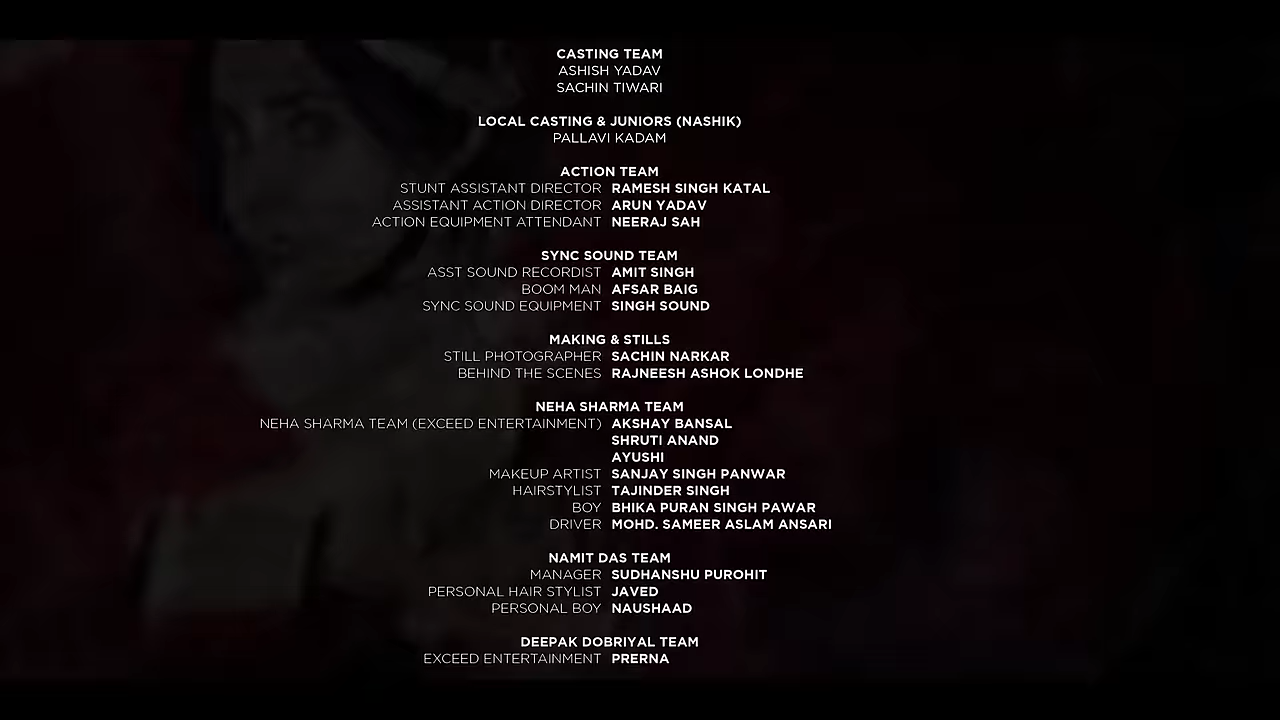 CASTING TEAM
ASHISH YADAV
SACHIN TIWARI
LOCAL CASTING & JUNIORS (NASHIK)
PALLAVI KADAM
ACTION TEAM
STUNT ASSISTANT DIRECTOR RAMESH SINGH KATAL
ASSISTANT ACTION DIRECTOR ARUN YADAV
ACTION EQUIPMENT ATTENDANT NEERAJ SAH
SYNC SOUND TEAM
ASST SOUND RECORDIST AMIT SINGH
BOOM MAN AFSAR BAIG
SYNC SOUND EQUIPMENT SINGH SOUND
MAKING & STILLS
STILL PHOTOGRAPHER SACHIN NARKAR
BEHIND THE SCENES RAJNEESH ASHOK LONDHE
NEHA SHARMA TEAM
NEHA SHARMA TEAM (EXCEED ENTERTAINMENT) AKSHAY BANSAL
SHRUTI ANAND
AYUSHI
MAKEUP ARTIST SANJAY SINGH PANWAR
HAIRSTYLIST TAJINDER SINGH
BOY BHIKA PURAN SINGH PAWAR
DRIVER MOHD. SAMEER ASLAM ANSARI
NAMIT DAS TEAM
MANAGER SUDHANSHU PUROHIT
PERSONAL HAIR STYLIST JAVED
PERSONAL BOY NAUSHAAD
DEEPAK DOBRIYAL TEAM
EXCEED ENTERTAINMENT PRERNA